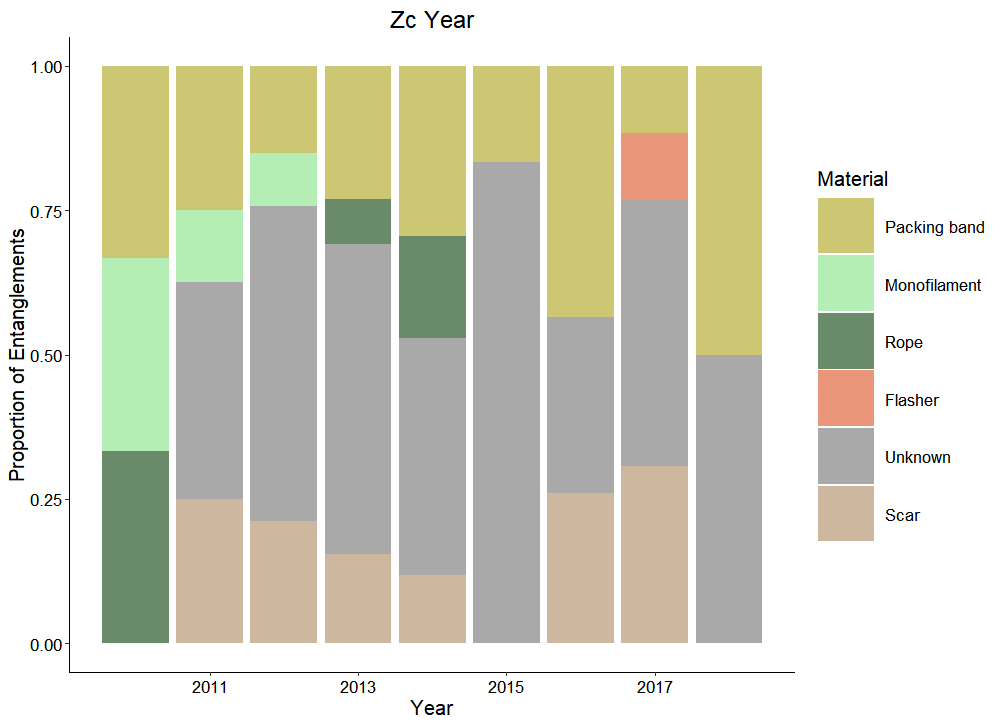 Zc Year
Proportion of Entanglements
1.00
0.75
0.50
0.25
0.00
2011
2013
2015
2017
Year
Material
Packing band
Monofilament
Rope
Flasher
Unknown
Scar